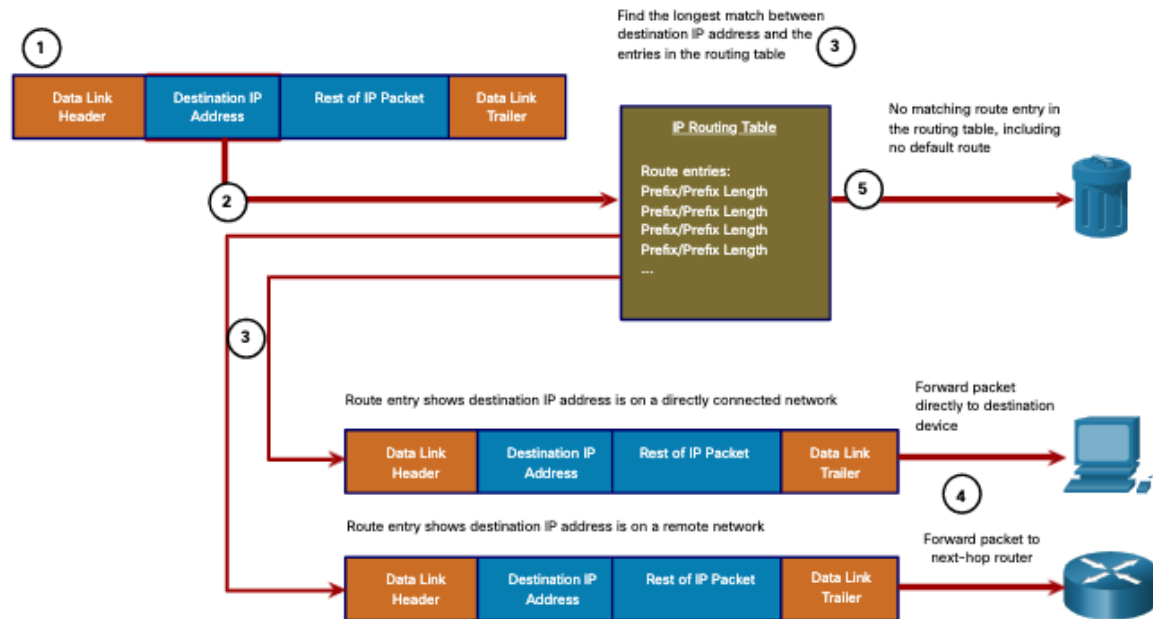 1
Find the longest match between
destination IP address and the
entries in the routing table
3
Data Link
Header
Destination IP
Address
Rest of IP Packet
Data Link
Trailer
2
IP Routing Table
Route entries:
Prefix/Prefix Length
Prefix/Prefix Length
Prefix/Prefix Length
Prefix/Prefix Length
...
5
No matching route entry in
the routing table, including
no default route
3
Route entry shows destination IP address is on a directly connected network
Data Link
Header
Destination IP
Address
Rest of IP Packet
Data Link
Trailer
Forward packet
directly to destination
device
4
Route entry shows destination IP address is on a remote network
Data Link
Header
Destination IP
Address
Rest of IP Packet
Data Link
Trailer
Forward packet to
next-hop router